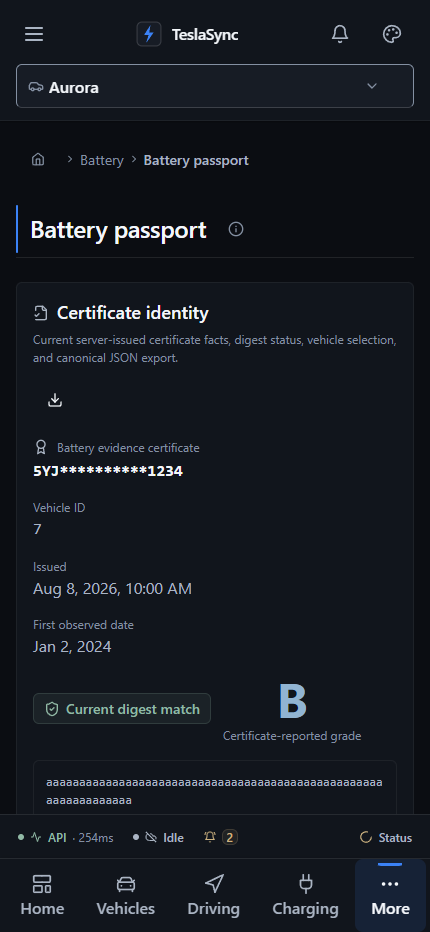 TeslaSync
Aurora
Battery
Battery passport
Battery passport
Certificate identity
Current server-issued certificate facts, digest status, vehicle selection,
and canonical JSON export.
Battery evidence certificate
5YJ**********1234
Vehicle ID
7
Issued
Aug 8, 2026, 10:00 AM
First observed date
Jan 2, 2024
Current digest match
B
Certificate-reported grade
aaaaaaaaaaaaaaaaaaaaaaaaaaaaaaaaaaaaaaaaaaaaaaaaaaa
aaaaaaaaaaaaa
API · 254ms
Idle
2
Status
Home
Vehicles
Driving
Charging
More